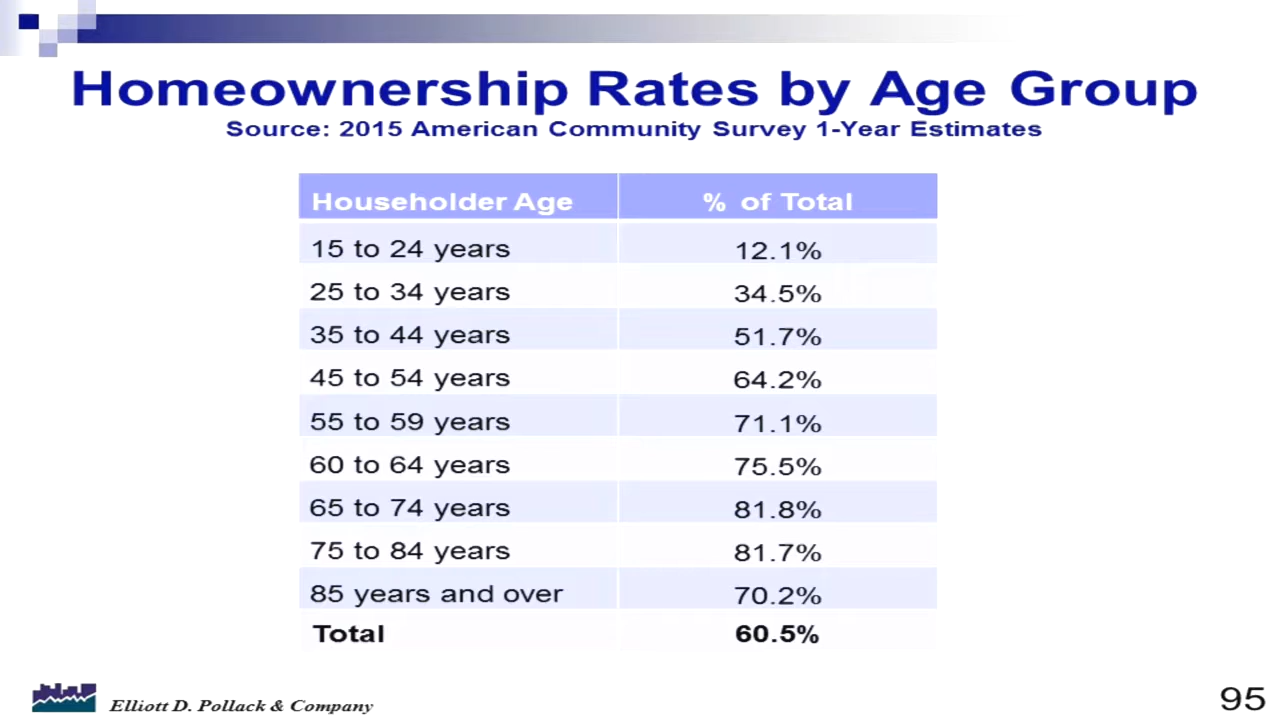 Homeownership Rates by Age Group
Source: 2015 American Community Survey 1-Year Estimates
Householder Age % of Total
15 to 24 years 12.1%
25 to 34 years 34.5%
35 to 44 years 51.7%
45 to 54 years 64.2%
55 to 59 years 71.1%
60 to 64 years 75.5%
65 to 74 years 81.8%
75 to 84 years 81.7%
85 years and over 70.2%
Total 60.5%
Elliott D. Pollack & Company
95